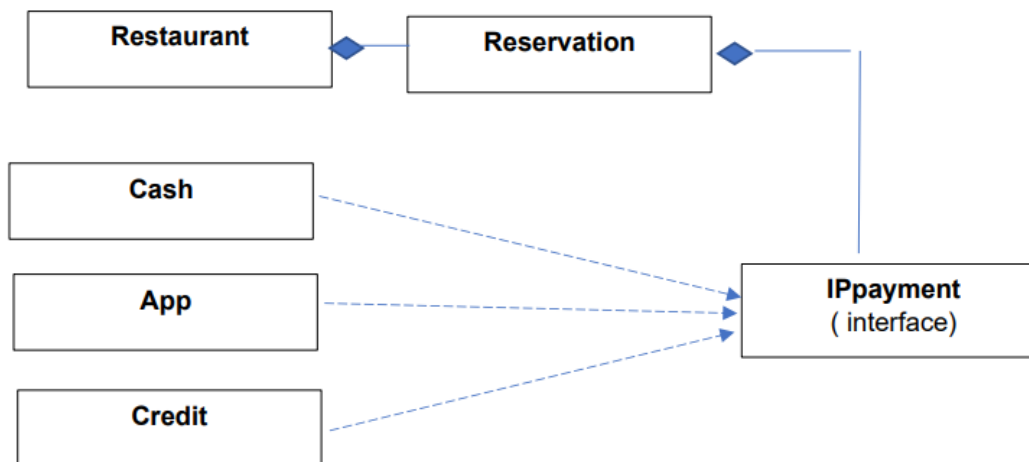 Restaurant
Reservation
Cash
App
IPpayment
( interface)
Credit